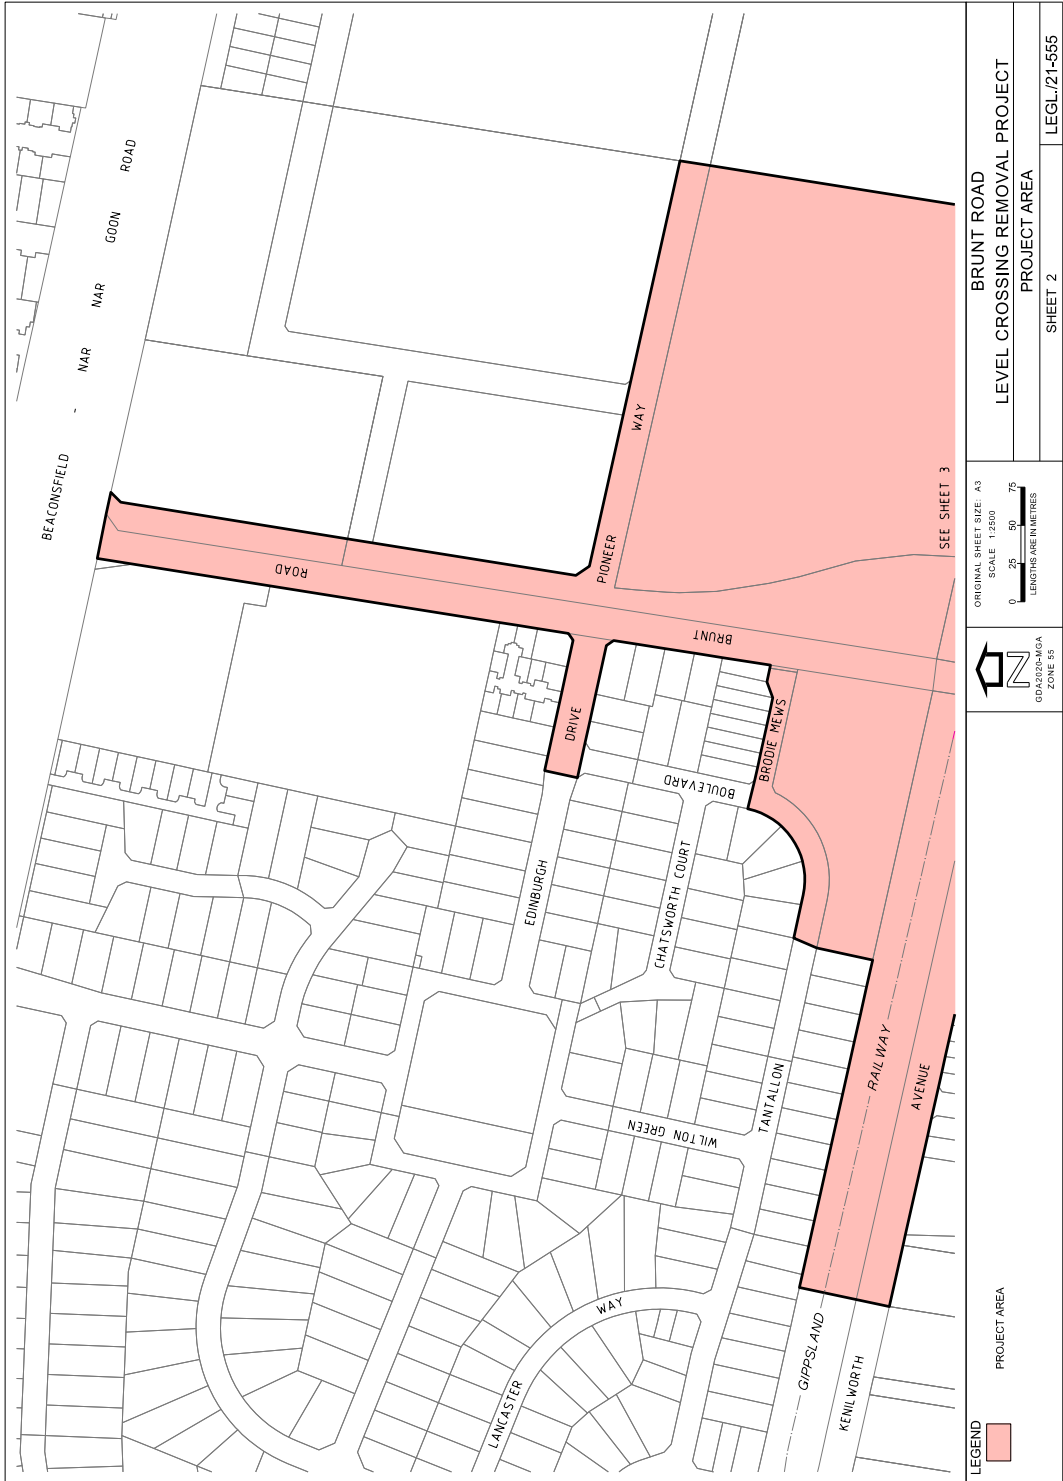 BEACONSFIELD - NAR NAR GOON ROAD
ROAD
BRUNT
PIONEER WAY
EDINBURGH DRIVE
BOULEVARD
BRODIE MEWS
CHATSWORTH COURT
TANTALLON
WILTON GREEN
LANCASTER WAY
GIPPSLAND RAILWAY
KENILWORTH AVENUE
SEE SHEET 3
LEGEND
PROJECT AREA
GDA2020-MGA
ZONE 55
N
ORIGINAL SHEET SIZE: A3
SCALE 1:2500
0 25 50 75
LENGTHS ARE IN METRES
BRUNT ROAD
LEVEL CROSSING REMOVAL PROJECT
PROJECT AREA
SHEET 2
LEGL./21-555